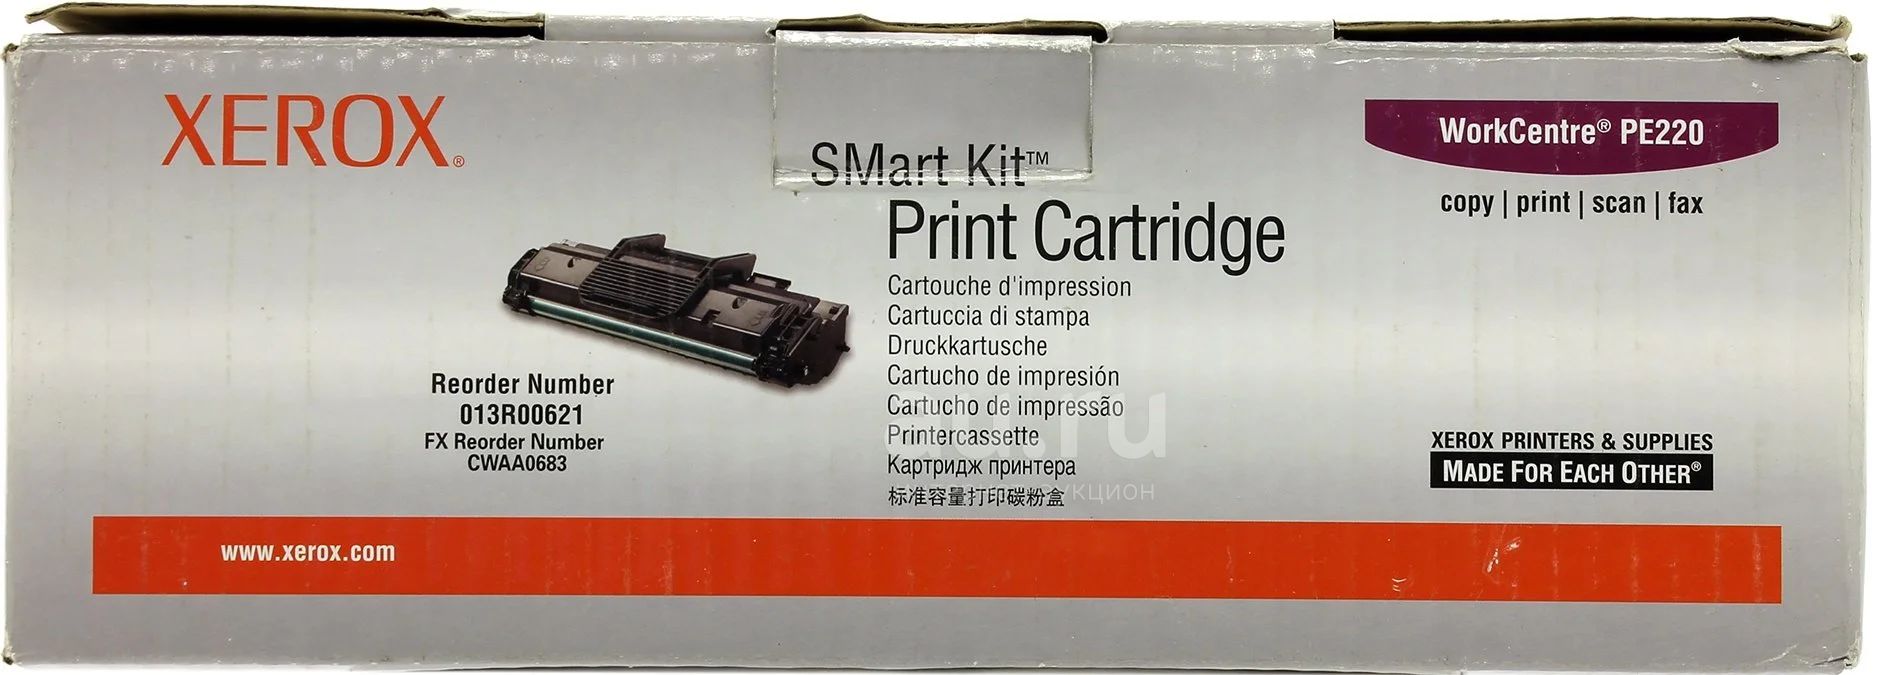 XEROX®
SMart Kit™
Print Cartridge
Cartouche d'impression
Cartuccia di stampa
Druckkartusche
Cartucho de impresión
Cartucho de impressão
Printercassette
Картридж принтера
标准容量打印碳粉盒
WorkCentre® PE220
copy | print | scan | fax
Reorder Number
013R00621
FX Reorder Number
CWAA0683
XEROX PRINTERS & SUPPLIES
MADE FOR EACH OTHER®
www.xerox.com
au.ru